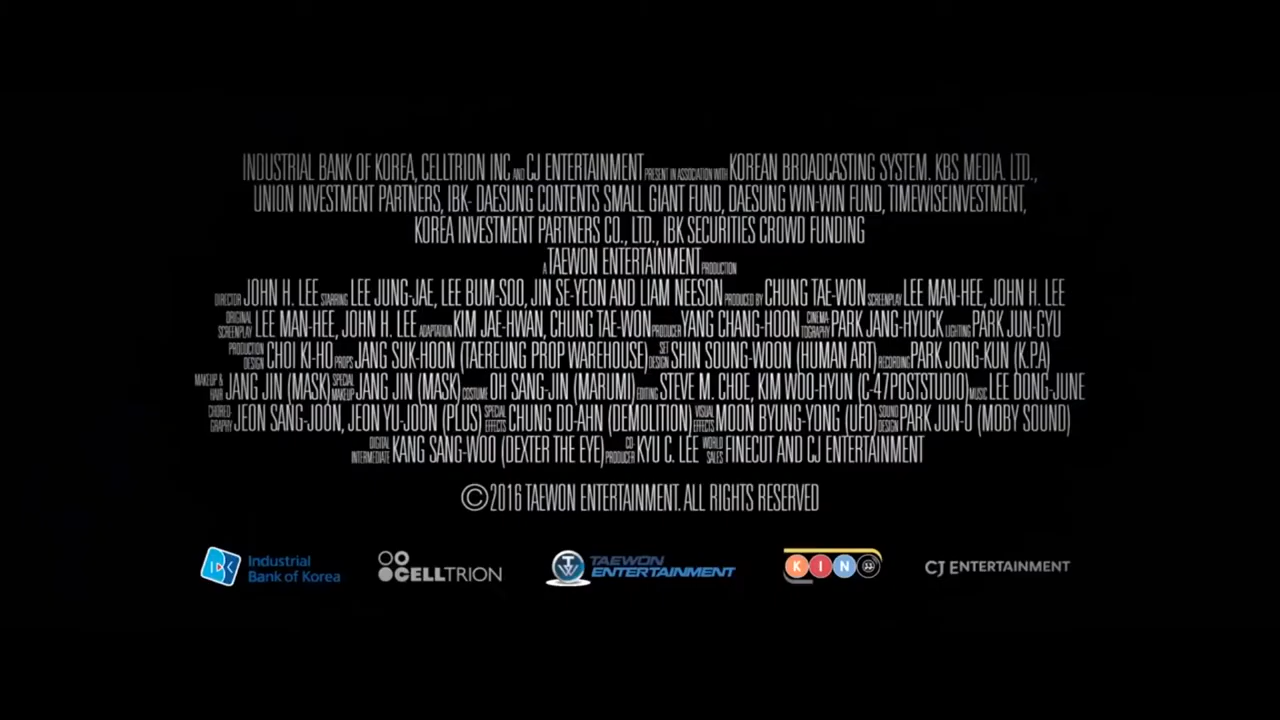 INDUSTRIAL BANK OF KOREA, CELLTRION INC AND CJ ENTERTAINMENT PRESENT IN ASSOCIATION WITH KOREAN BROADCASTING SYSTEM. KBS MEDIA. LTD.,
UNION INVESTMENT PARTNERS, IBK- DAESUNG CONTENTS SMALL GIANT FUND, DAESUNG WIN-WIN FUND, TIMEWISEINVESTMENT,
KOREA INVESTMENT PARTNERS CO., LTD., IBK SECURITIES CROWD FUNDING
A TAEWON ENTERTAINMENT PRODUCTION
DIRECTOR JOHN H. LEE STARRING LEE JUNG-JAE, LEE BUM-SOO, JIN SE-YEON AND LIAM NEESON PRODUCED BY CHUNG TAE-WON SCREENPLAY LEE MAN-HEE, JOHN H. LEE
ORIGINAL SCREENPLAY LEE MAN-HEE, JOHN H. LEE ADAPTATION KIM JAE-HWAN, CHUNG TAE-WON PRODUCER YANG CHANG-HOON CINEMA-TOGRAPHY PARK JANG-HYUCK LIGHTING PARK JUN-GYU
PRODUCTION DESIGN CHOI KI-HO PROPS JANG SUK-HOON (TAEREUNG PROP WAREHOUSE) SET DESIGN SHIN SOUNG-WOON (HUMAN ART) RECORDING PARK JONG-KUN (K.P.A)
MAKEUP & HAIR JANG JIN (MASK) SPECIAL MAKEUP JANG JIN (MASK) COSTUME OH SANG-JIN (MARUMI) EDITING STEVE M. CHOE, KIM WOO-HYUN (C-47POSTSTUDIO) MUSIC LEE DONG-JUNE
CHOREO-GRAPHY JEON SANG-JOON, JEON YU-JOON (PLUS) SPECIAL EFFECTS CHUNG DO-AHN (DEMOLITION) VISUAL EFFECTS MOON BYUNG-YONG (UFO) SOUND DESIGN PARK JUN-O (MOBY SOUND)
DIGITAL INTERMEDIATE KANG SANG-WOO (DEXTER THE EYE) CO-PRODUCER KYU C. LEE WORLD SALES FINECUT AND CJ ENTERTAINMENT
©2016 TAEWON ENTERTAINMENT. ALL RIGHTS RESERVED
IBK Industrial Bank of Korea
CELLTRION
TAEWON ENTERTAINMENT
KINO
CJ ENTERTAINMENT